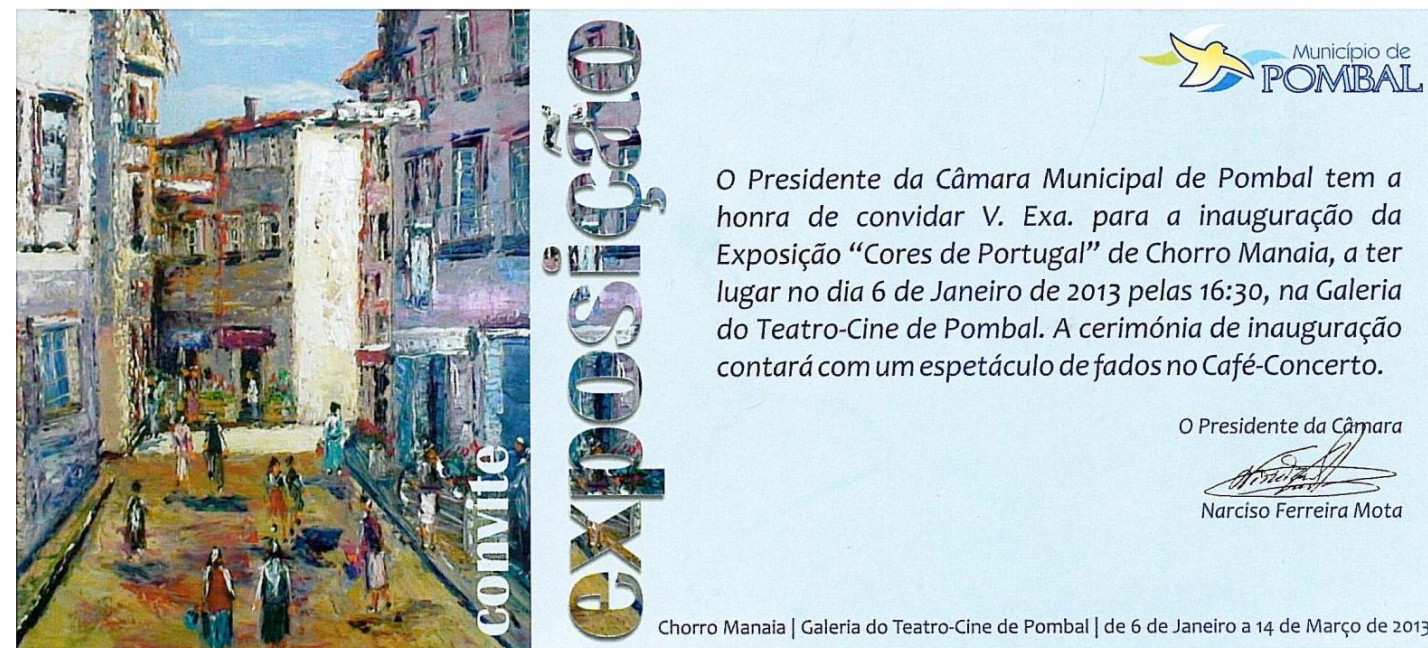 convite
exposição
Município de
POMBAL
O Presidente da Câmara Municipal de Pombal tem a
honra de convidar V. Exa. para a inauguração da
Exposição “Cores de Portugal” de Chorro Manaia, a ter
lugar no dia 6 de Janeiro de 2013 pelas 16:30, na Galeria
do Teatro-Cine de Pombal. A cerimónia de inauguração
contará com um espetáculo de fados no Café-Concerto.
O Presidente da Câmara
Narciso Ferreira Mota
Chorro Manaia | Galeria do Teatro-Cine de Pombal | de 6 de Janeiro a 14 de Março de 2013